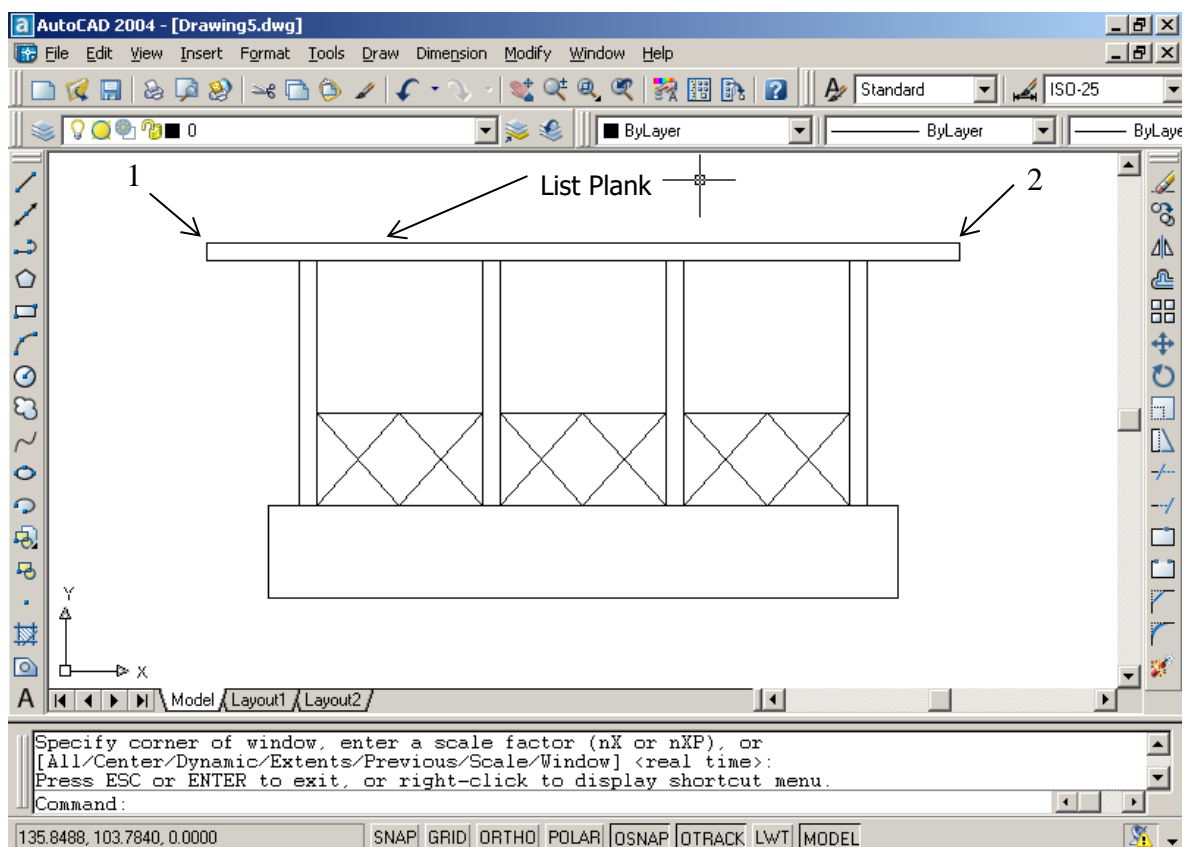 AutoCAD 2004 - [Drawing5.dwg]
File Edit View Insert Format Tools Draw Dimension Modify Window Help
Standard ISO-25
0 ByLayer ByLayer ByLaye
1 List Plank 2
Y
X
A Model Layout1 Layout2
Specify corner of window, enter a scale factor (nX or nXP), or
[All/Center/Dynamic/Extents/Previous/Scale/Window] <real time>:
Press ESC or ENTER to exit, or right-click to display shortcut menu.
Command:
135.8488, 103.7840, 0.0000 SNAP GRID ORTHO POLAR OSNAP OTRACK LWT MODEL